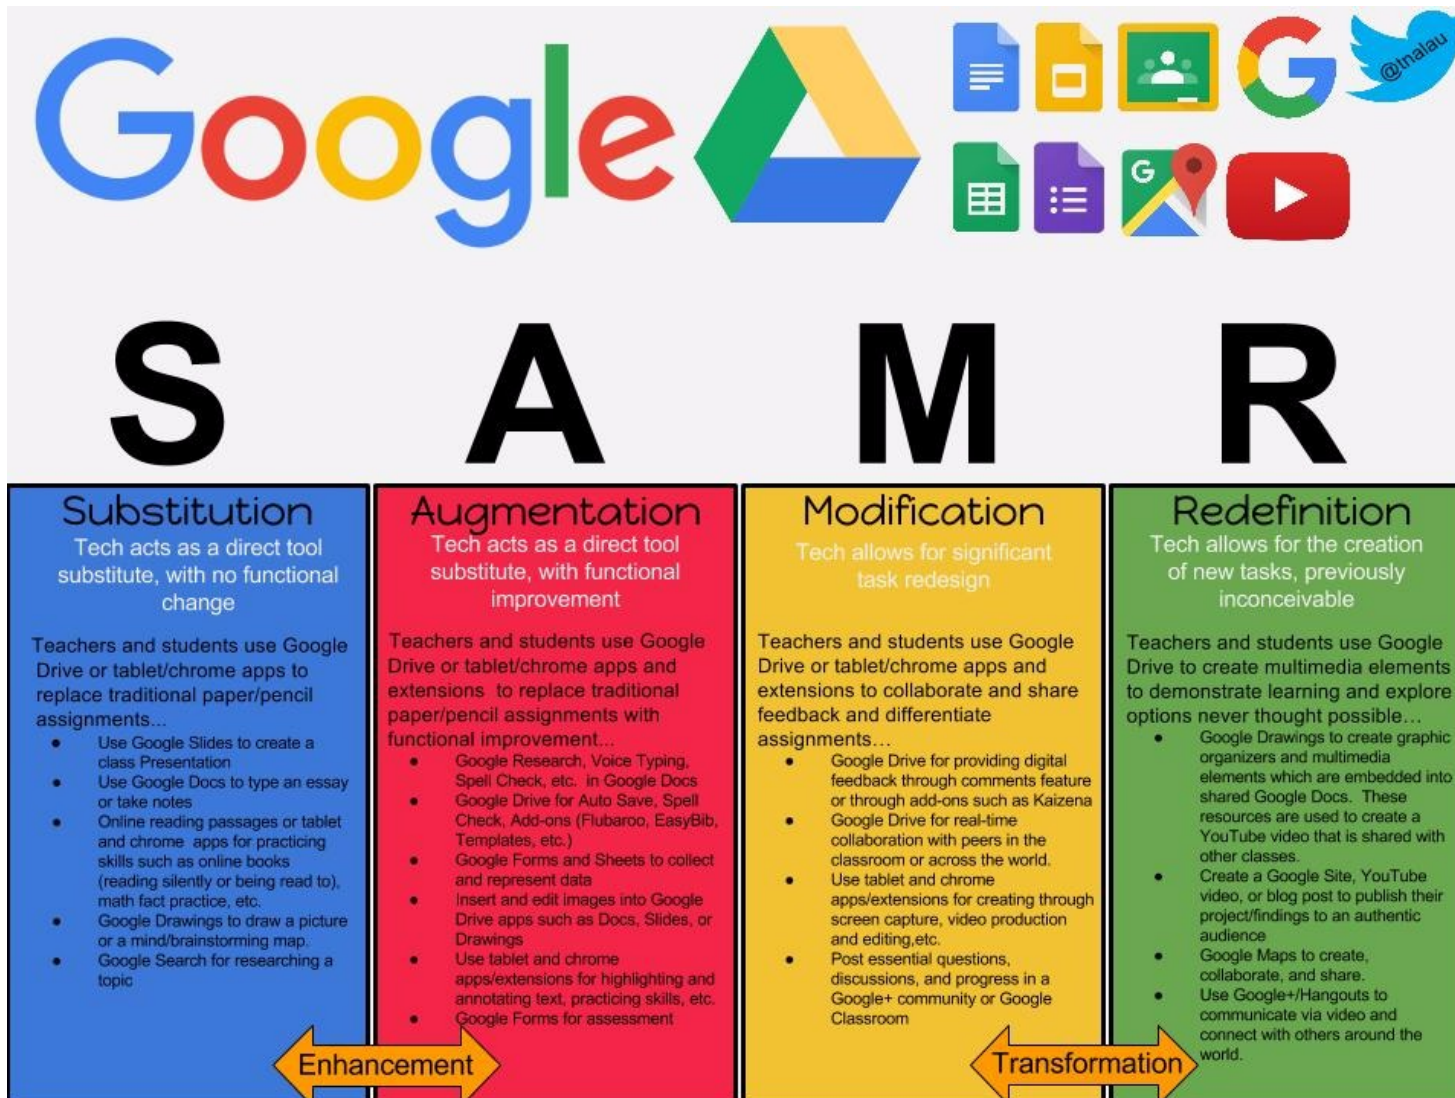 Google
@tnalau
G
S A M R
Substitution
Tech acts as a direct tool
substitute, with no functional
change
Teachers and students use Google
Drive or tablet/chrome apps to
replace traditional paper/pencil
assignments...
● Use Google Slides to create a
class Presentation
● Use Google Docs to type an essay
or take notes
● Online reading passages or tablet
and chrome apps for practicing
skills such as online books
(reading silently or being read to),
math fact practice, etc.
● Google Drawings to draw a picture
or a mind/brainstorming map.
● Google Search for researching a
topic
Augmentation
Tech acts as a direct tool
substitute, with functional
improvement
Teachers and students use Google
Drive or tablet/chrome apps and
extensions to replace traditional
paper/pencil assignments with
functional improvement...
● Google Research, Voice Typing,
Spell Check, etc. in Google Docs
● Google Drive for Auto Save, Spell
Check, Add-ons (Flubaroo, EasyBib,
Templates, etc.)
● Google Forms and Sheets to collect
and represent data
● Insert and edit images into Google
Drive apps such as Docs, Slides, or
Drawings
● Use tablet and chrome
apps/extensions for highlighting and
annotating text, practicing skills, etc.
● Google Forms for assessment
Enhancement
Modification
Tech allows for significant
task redesign
Teachers and students use Google
Drive or tablet/chrome apps and
extensions to collaborate and share
feedback and differentiate
assignments…
● Google Drive for providing digital
feedback through comments feature
or through add-ons such as Kaizena
● Google Drive for real-time
collaboration with peers in the
classroom or across the world.
● Use tablet and chrome
apps/extensions for creating through
screen capture, video production
and editing,etc.
● Post essential questions,
discussions, and progress in a
Google+ community or Google
Classroom
Redefinition
Tech allows for the creation
of new tasks, previously
inconceivable
Teachers and students use Google
Drive to create multimedia elements
to demonstrate learning and explore
options never thought possible…
● Google Drawings to create graphic
organizers and multimedia
elements which are embedded into
shared Google Docs. These
resources are used to create a
YouTube video that is shared with
other classes.
● Create a Google Site, YouTube
video, or blog post to publish their
project/findings to an authentic
audience
● Google Maps to create,
collaborate, and share.
● Use Google+/Hangouts to
communicate via video and
connect with others around the
world.
Transformation